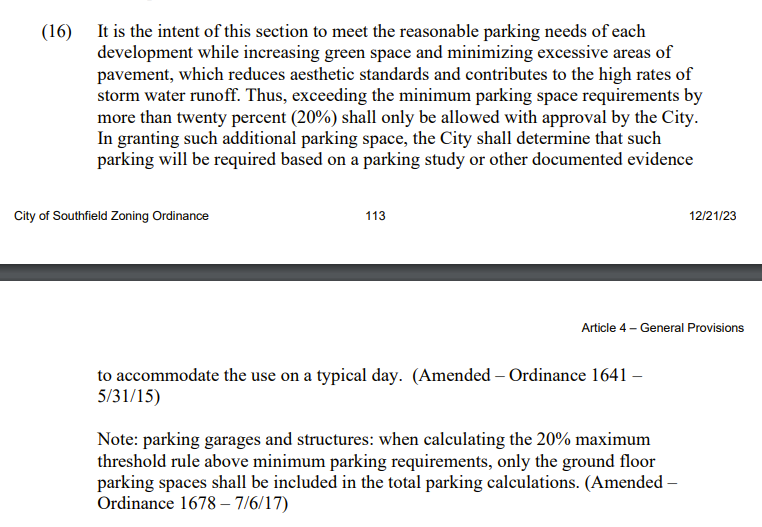 (16) It is the intent of this section to meet the reasonable parking needs of each
development while increasing green space and minimizing excessive areas of
pavement, which reduces aesthetic standards and contributes to the high rates of
storm water runoff. Thus, exceeding the minimum parking space requirements by
more than twenty percent (20%) shall only be allowed with approval by the City.
In granting such additional parking space, the City shall determine that such
parking will be required based on a parking study or other documented evidence
City of Southfield Zoning Ordinance 113 12/21/23
Article 4 – General Provisions
to accommodate the use on a typical day. (Amended – Ordinance 1641 –
5/31/15)
Note: parking garages and structures: when calculating the 20% maximum
threshold rule above minimum parking requirements, only the ground floor
parking spaces shall be included in the total parking calculations. (Amended –
Ordinance 1678 – 7/6/17)